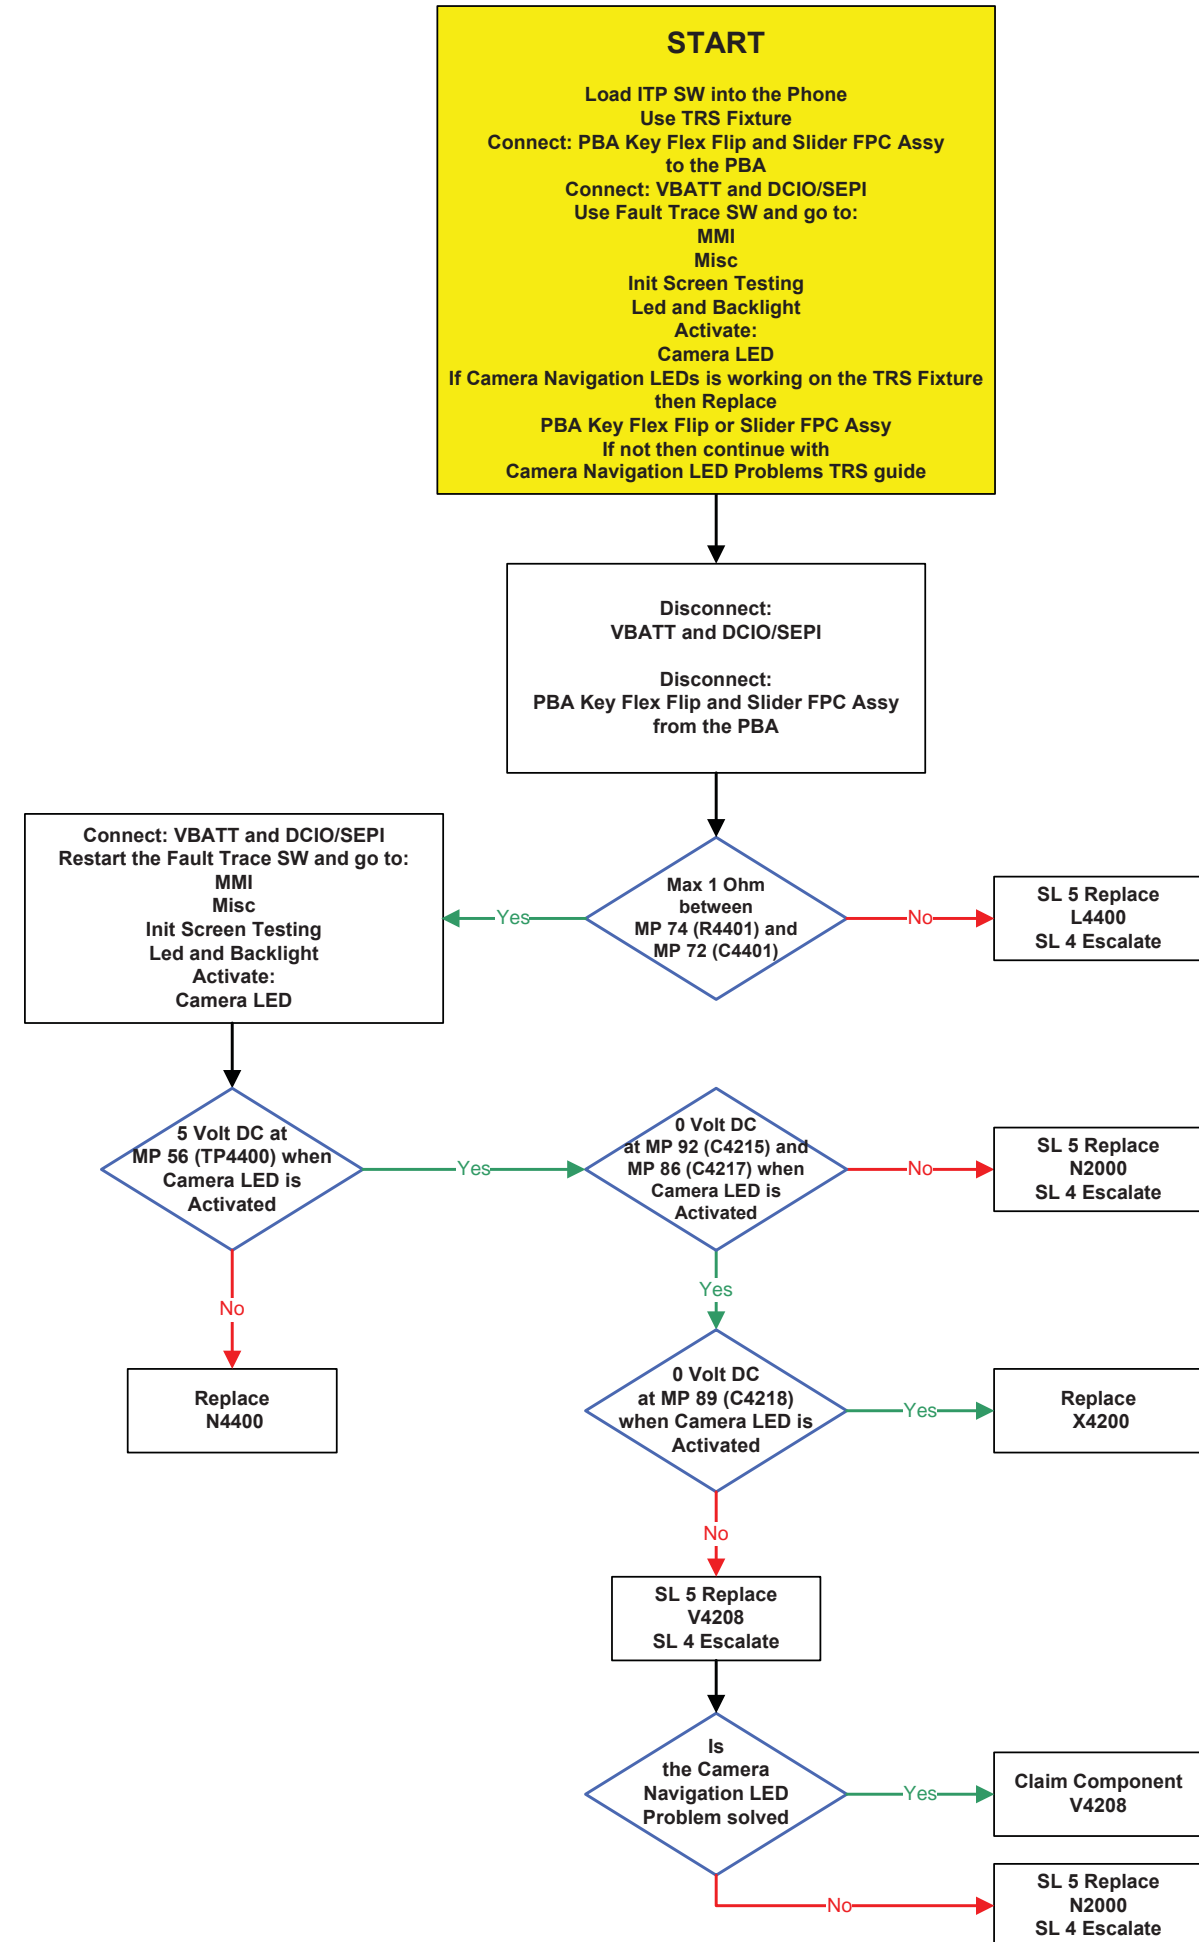 START
Load ITP SW into the Phone
Use TRS Fixture
Connect: PBA Key Flex Flip and Slider FPC Assy
to the PBA
Connect: VBATT and DCIO/SEPI
Use Fault Trace SW and go to:
MMI
Misc
Init Screen Testing
Led and Backlight
Activate:
Camera LED
If Camera Navigation LEDs is working on the TRS Fixture
then Replace
PBA Key Flex Flip or Slider FPC Assy
If not then continue with
Camera Navigation LED Problems TRS guide
Disconnect:
VBATT and DCIO/SEPI
Disconnect:
PBA Key Flex Flip and Slider FPC Assy
from the PBA
Connect: VBATT and DCIO/SEPI
Restart the Fault Trace SW and go to:
MMI
Misc
Init Screen Testing
Led and Backlight
Activate:
Camera LED
Yes
Max 1 Ohm
between
MP 74 (R4401) and
MP 72 (C4401)
No
SL 5 Replace
L4400
SL 4 Escalate
5 Volt DC at
MP 56 (TP4400) when
Camera LED is
Activated
Yes
0 Volt DC
at MP 92 (C4215) and
MP 86 (C4217) when
Camera LED is
Activated
No
SL 5 Replace
N2000
SL 4 Escalate
No
Yes
Replace
N4400
0 Volt DC
at MP 89 (C4218)
when Camera LED is
Activated
Yes
Replace
X4200
No
SL 5 Replace
V4208
SL 4 Escalate
Is
the Camera
Navigation LED
Problem solved
Yes
Claim Component
V4208
No
SL 5 Replace
N2000
SL 4 Escalate